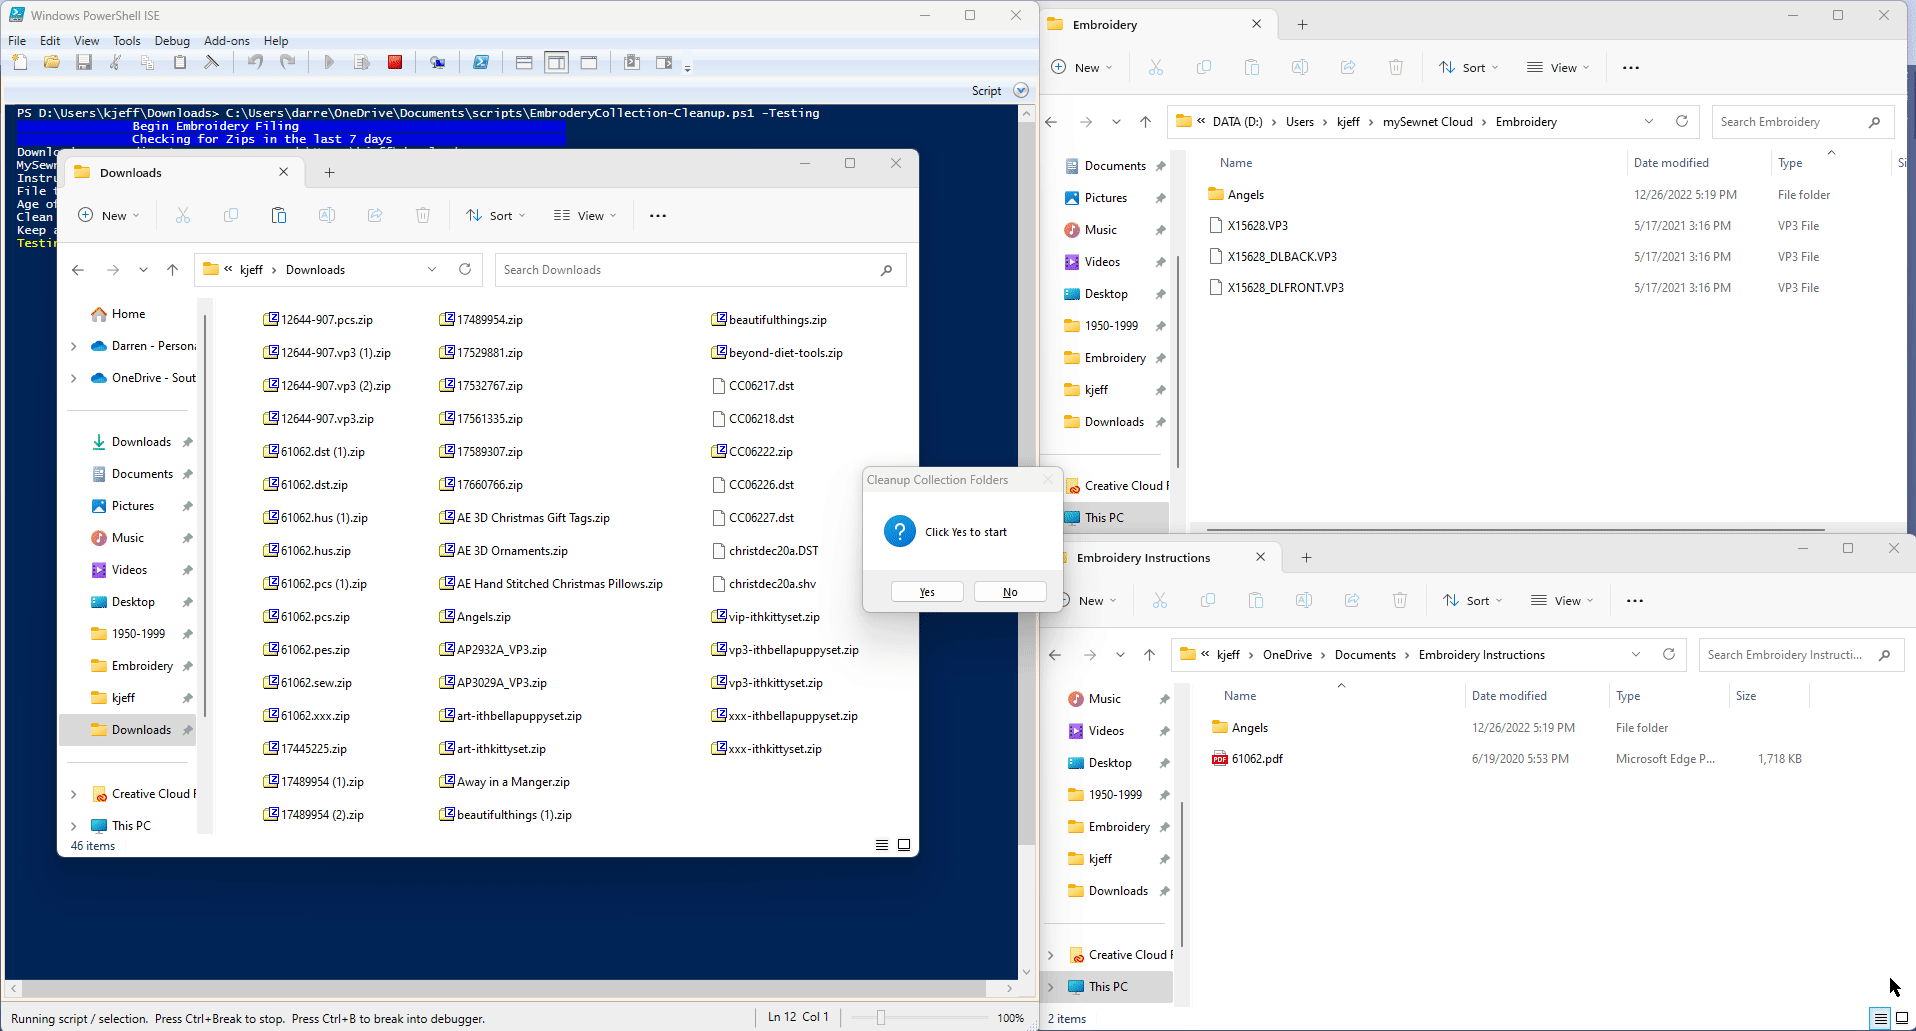 Windows PowerShell ISE
File Edit View Tools Debug Add-ons Help
Script
PS D:\Users\kjeff\Downloads> C:\Users\darre\OneDrive\Documents\scripts\EmbroderyCollection-Cleanup.ps1 -Testing
Begin Embroidery Filing
Checking for Zips in the last 7 days
MySewn
Instru
File t
Age of
Clean
Keep a
Testin
Downloads
New
Sort
View
kjeff
Downloads
Search Downloads
Home
Darren - Persona
OneDrive - Sout
Downloads
Documents
Pictures
Music
Videos
Desktop
1950-1999
Embroidery
kjeff
Downloads
Creative Cloud F
This PC
12644-907.pcs.zip
12644-907.vp3 (1).zip
12644-907.vp3 (2).zip
12644-907.vp3.zip
61062.dst (1).zip
61062.dst.zip
61062.hus (1).zip
61062.hus.zip
61062.pcs (1).zip
61062.pcs.zip
61062.pes.zip
61062.sew.zip
61062.xxx.zip
17445225.zip
17489954 (1).zip
17489954 (2).zip
17489954.zip
17529881.zip
17532767.zip
17561335.zip
17589307.zip
17660766.zip
AE 3D Christmas Gift Tags.zip
AE 3D Ornaments.zip
AE Hand Stitched Christmas Pillows.zip
Angels.zip
AP2932A_VP3.zip
AP3029A_VP3.zip
art-ithbellapuppyset.zip
art-ithkittyset.zip
Away in a Manger.zip
beautifulthings (1).zip
beautifulthings.zip
beyond-diet-tools.zip
CC06217.dst
CC06218.dst
CC06222.zip
CC06226.dst
CC06227.dst
christdec20a.DST
christdec20a.shv
vip-ithkittyset.zip
vp3-ithbellapuppyset.zip
vp3-ithkittyset.zip
xxx-ithbellapuppyset.zip
xxx-ithkittyset.zip
46 items
Running script / selection. Press Ctrl+Break to stop. Press Ctrl+B to break into debugger.
Ln 12 Col 1
100%
Cleanup Collection Folders
Click Yes to start
Yes
No
Embroidery
New
Sort
View
DATA (D:)
Users
kjeff
mySewnet Cloud
Embroidery
Search Embroidery
Documents
Pictures
Music
Videos
Desktop
1950-1999
Embroidery
kjeff
Downloads
Creative Cloud F
This PC
Name Date modified Type Si
Angels 12/26/2022 5:19 PM File folder
X15628.VP3 5/17/2021 3:16 PM VP3 File
X15628_DLBACK.VP3 5/17/2021 3:16 PM VP3 File
X15628_DLFRONT.VP3 5/17/2021 3:16 PM VP3 File
Embroidery Instructions
New
Sort
View
kjeff
OneDrive
Documents
Embroidery Instructions
Search Embroidery Instructi...
Music
Videos
Desktop
1950-1999
Embroidery
kjeff
Downloads
Creative Cloud F
This PC
Name Date modified Type Size
Angels 12/26/2022 5:19 PM File folder
61062.pdf 6/19/2020 5:53 PM Microsoft Edge P... 1,718 KB
2 items